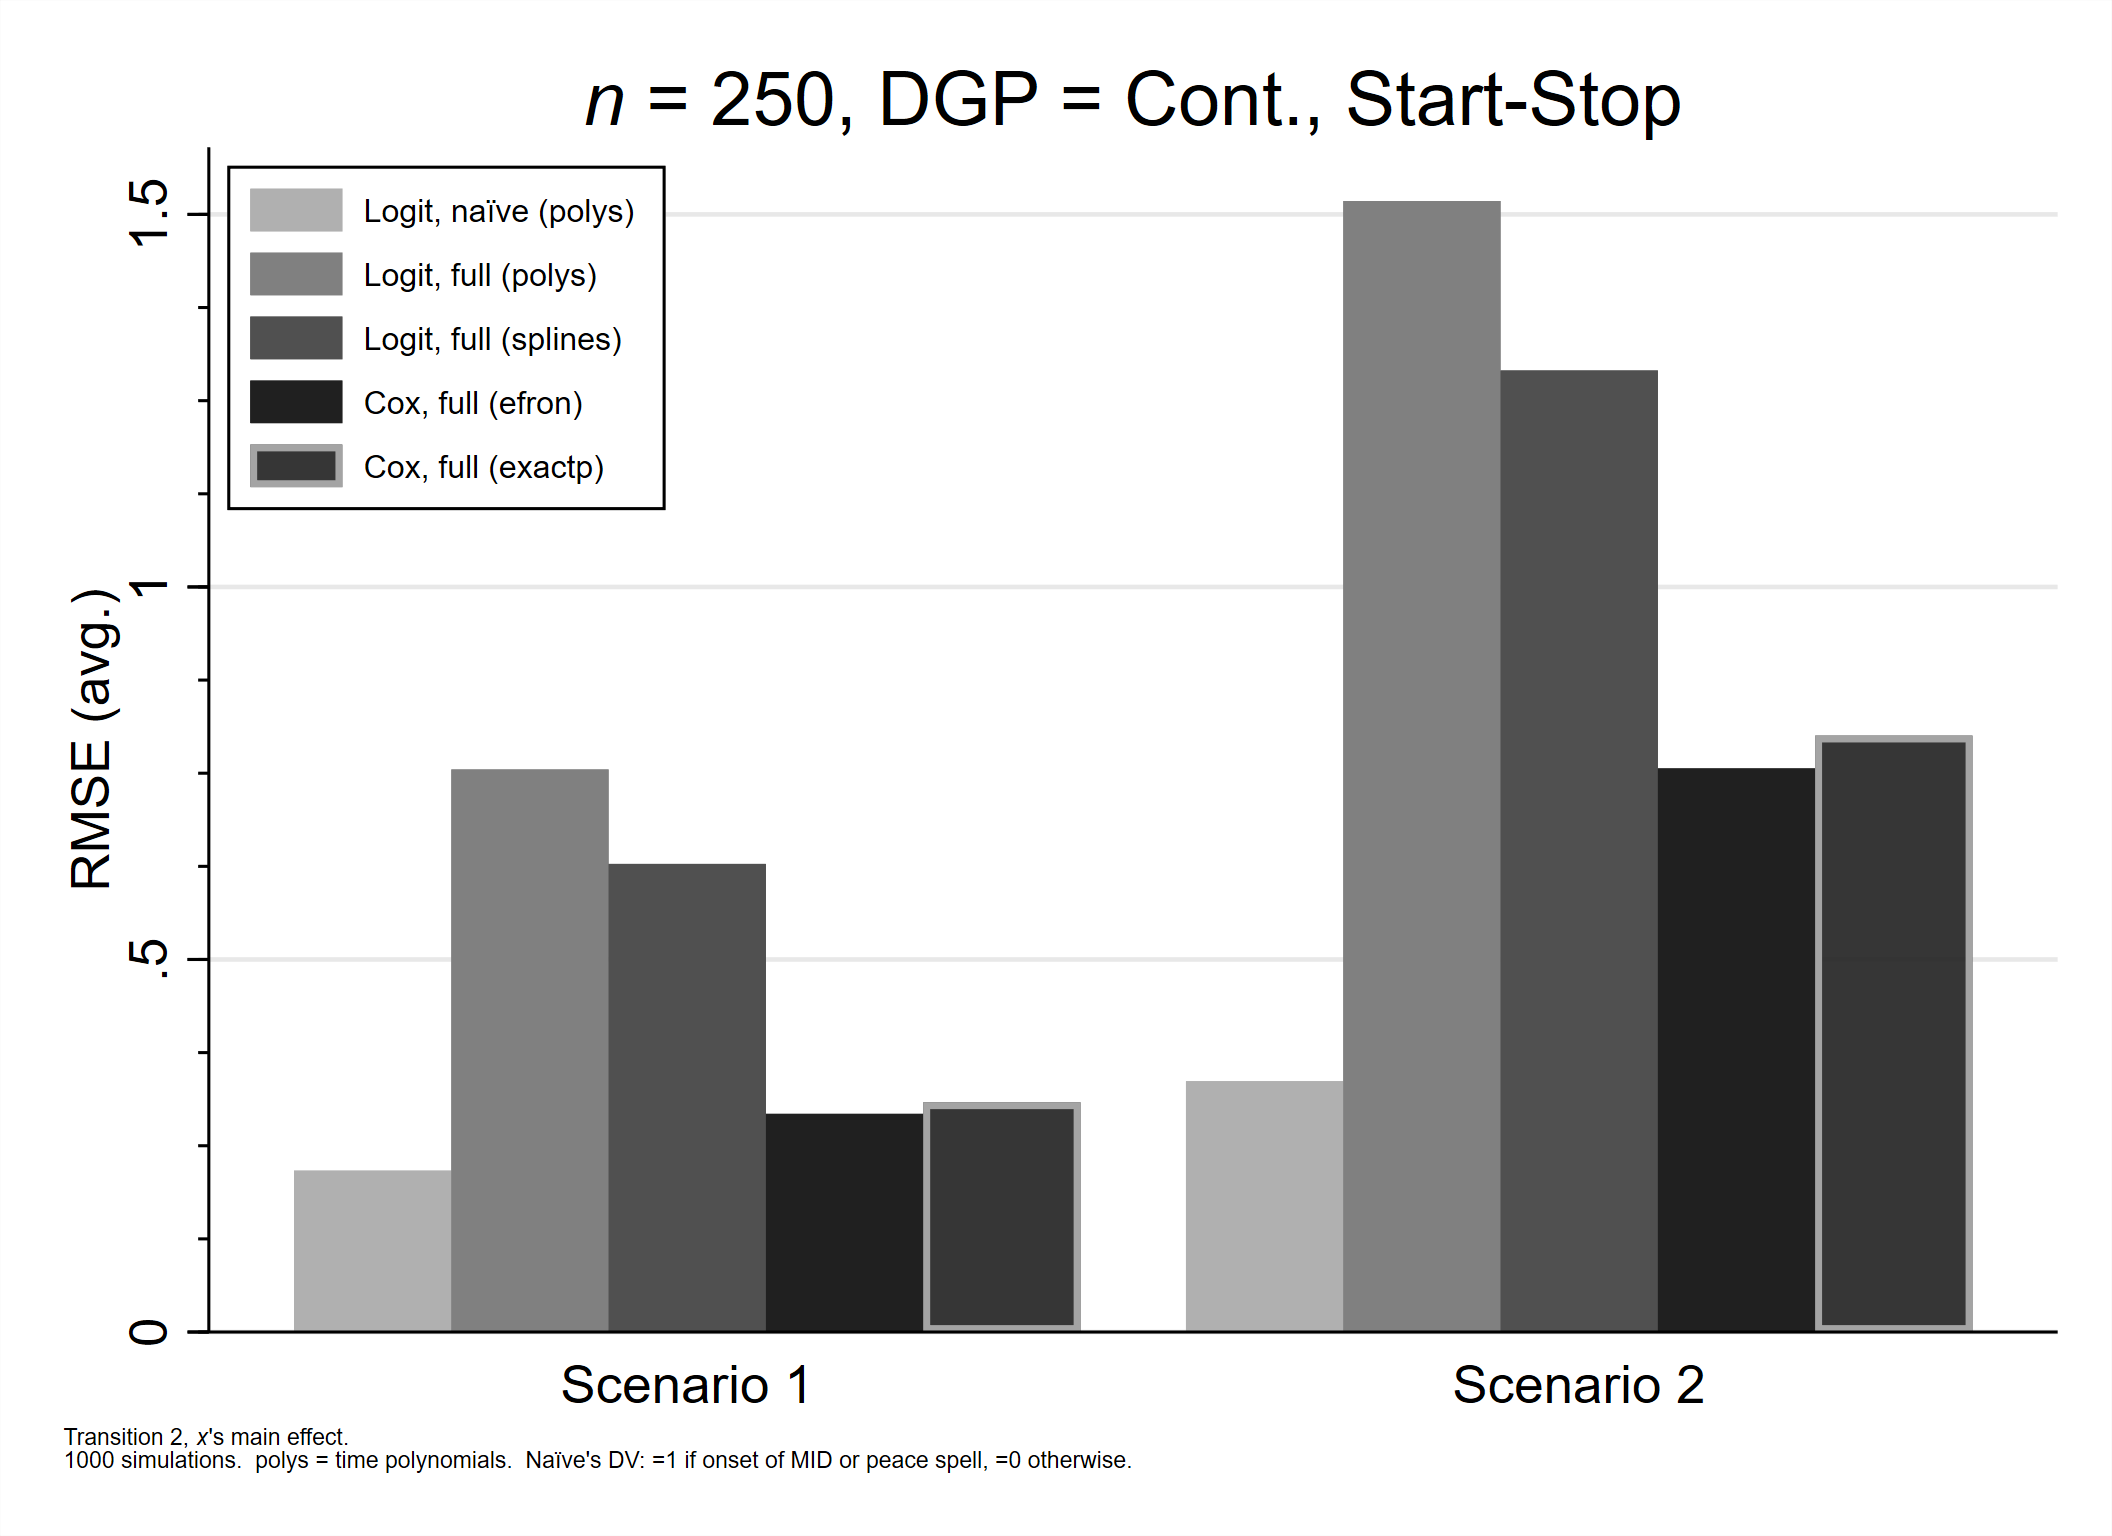 n = 250, DGP = Cont., Start-Stop
Logit, naïve (polys)
Logit, full (polys)
Logit, full (splines)
Cox, full (efron)
Cox, full (exactp)
RMSE (avg.)
1.5
1
.5
0
Scenario 1
Scenario 2
Transition 2, x's main effect.
1000 simulations.  polys = time polynomials.  Naïve's DV: =1 if onset of MID or peace spell, =0 otherwise.